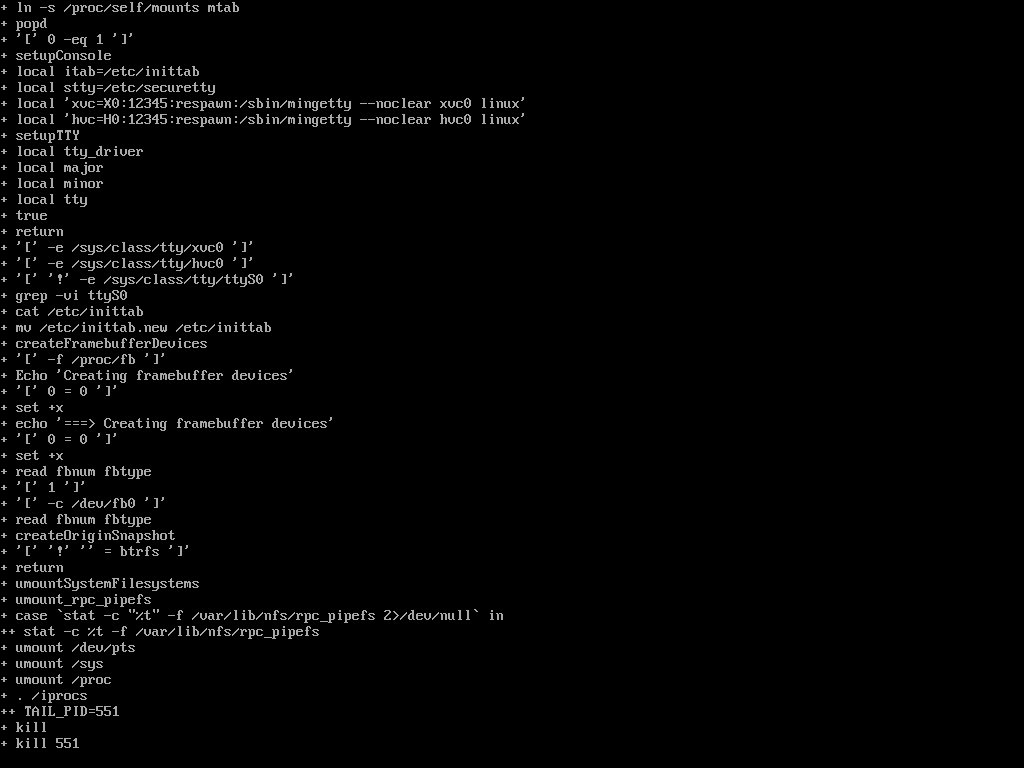 + ln -s /proc/self/mounts mtab
+ popd
+ '[' 0 -eq 1 ']'
+ setupConsole
+ local itab=/etc/inittab
+ local stty=/etc/securetty
+ local 'xvc=X0:12345:respawn:/sbin/mingetty --noclear xvc0 linux'
+ local 'hvc=H0:12345:respawn:/sbin/mingetty --noclear hvc0 linux'
+ setupTTY
+ local tty_driver
+ local major
+ local minor
+ local tty
+ true
+ return
+ '[' -e /sys/class/tty/xvc0 ']'
+ '[' -e /sys/class/tty/hvc0 ']'
+ '[' '!' -e /sys/class/tty/ttyS0 ']'
+ grep -vi ttyS0
+ cat /etc/inittab
+ mv /etc/inittab.new /etc/inittab
+ createFramebufferDevices
+ '[' -f /proc/fb ']'
+ Echo 'Creating framebuffer devices'
+ '[' 0 = 0 ']'
+ set +x
+ echo '===> Creating framebuffer devices'
+ '[' 0 = 0 ']'
+ set +x
+ read fbnum fbtype
+ '[' 1 ']'
+ '[' -c /dev/fb0 ']'
+ read fbnum fbtype
+ createOriginSnapshot
+ '[' '!' '' = btrfs ']'
+ return
+ umountSystemFilesystems
+ umount_rpc_pipefs
+ case `stat -c "%t" -f /var/lib/nfs/rpc_pipefs 2>/dev/null` in
++ stat -c %t -f /var/lib/nfs/rpc_pipefs
+ umount /dev/pts
+ umount /sys
+ umount /proc
+ . /iprocs
++ TAIL_PID=551
+ kill
+ kill 551